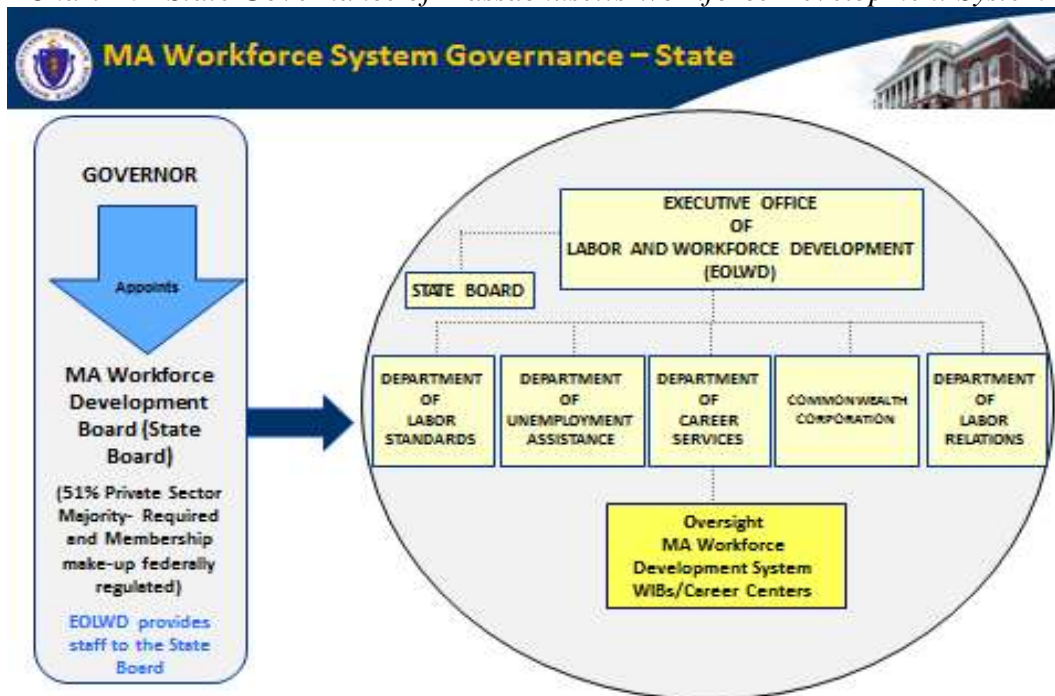 MA Workforce System Governance – State
GOVERNOR
Appoints
MA Workforce
Development
Board (State
Board)
(51% Private Sector
Majority- Required
and Membership
make-up federally
regulated)
EOLWD provides
staff to the State
Board
EXECUTIVE OFFICE
OF
LABOR AND WORKFORCE DEVELOPMENT
(EOLWD)
STATE BOARD
DEPARTMENT
OF
LABOR
STANDARDS
DEPARTMENT
OF
UNEMPLOYMENT
ASSISTANCE
DEPARTMENT
OF
CAREER
SERVICES
COMMONWEALTH
CORPORATION
DEPARTMENT
OF
LABOR
RELATIONS
Oversight
MA Workforce
Development System
WIBs/Career Centers